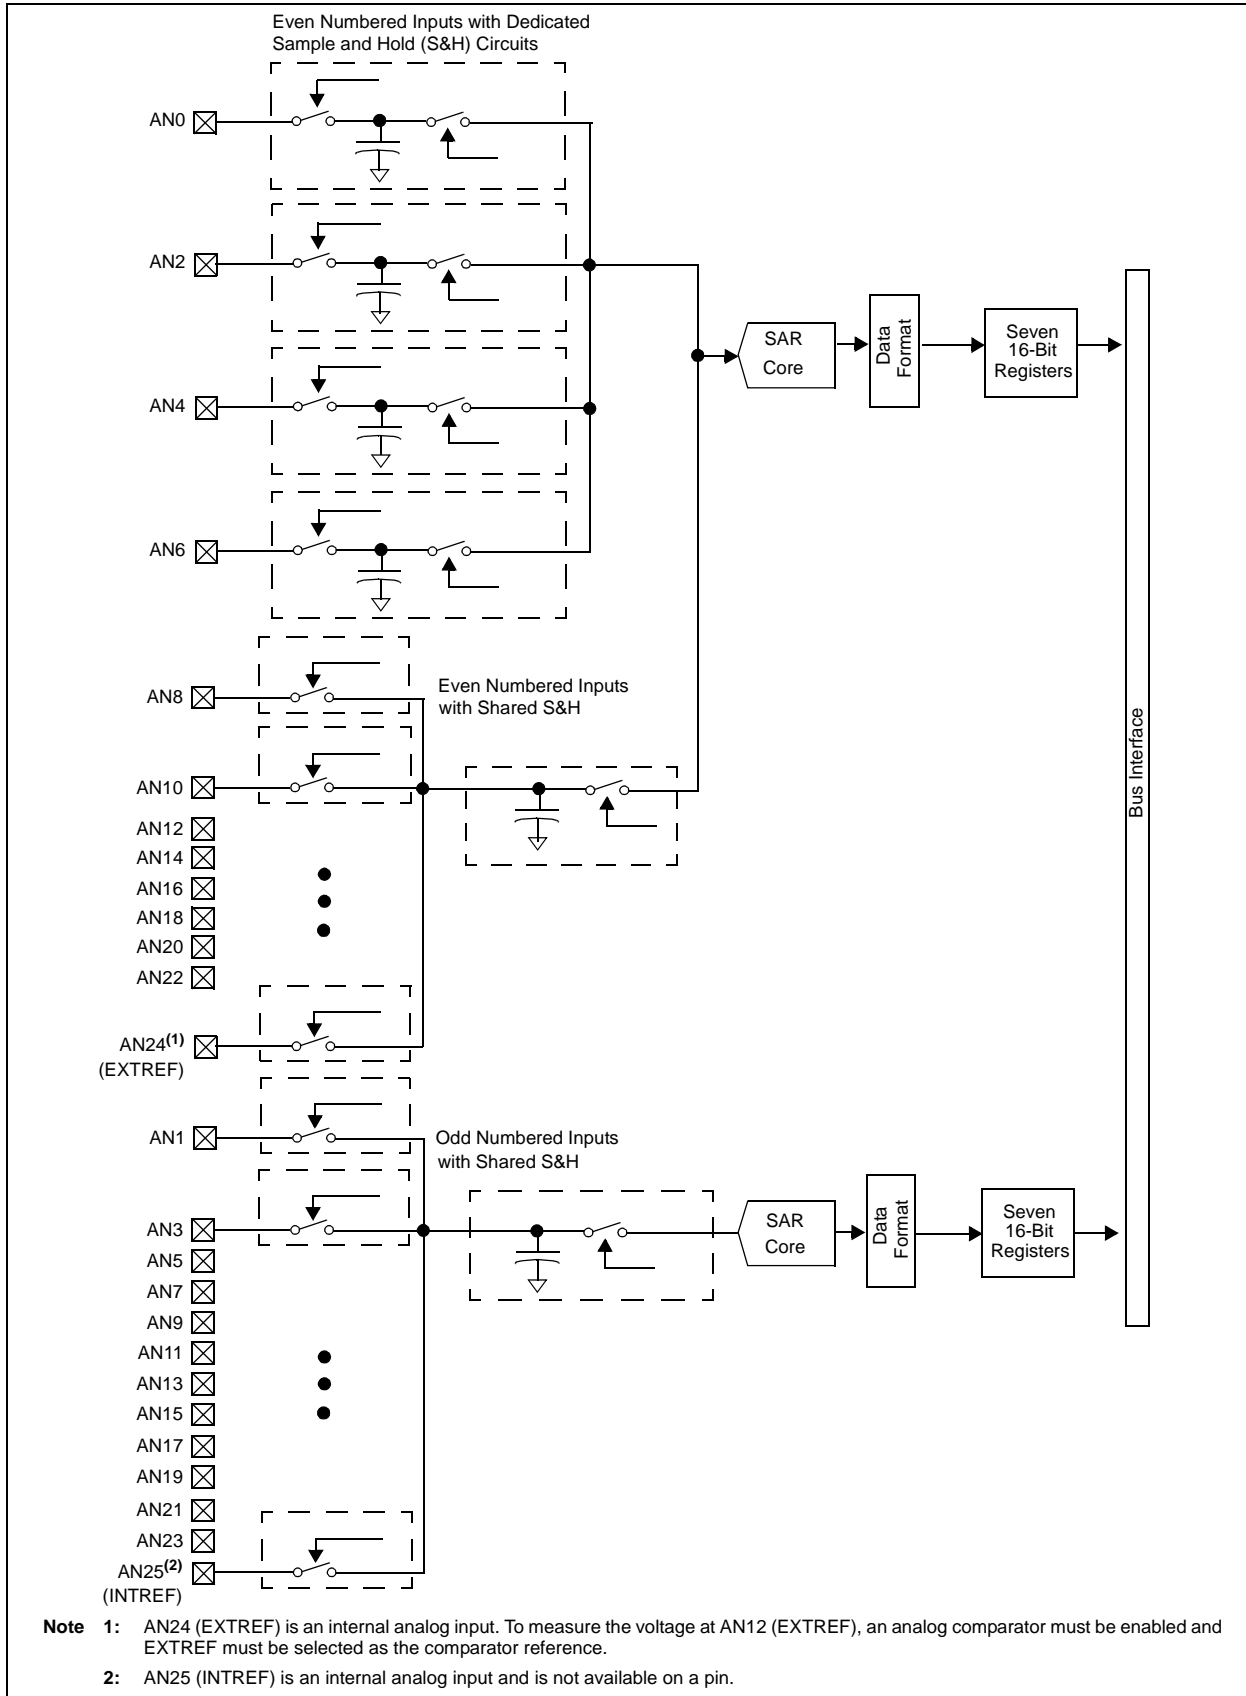 Even Numbered Inputs with Dedicated
Sample and Hold (S&H) Circuits
AN0
AN2
AN4
AN6
SAR
Core
Data
Format
Seven
16-Bit
Registers
Bus Interface
AN8
Even Numbered Inputs
with Shared S&H
AN10
AN12
AN14
AN16
AN18
AN20
AN22
AN24(1)
(EXTREF)
AN1
Odd Numbered Inputs
with Shared S&H
AN3
SAR
Core
Data
Format
Seven
16-Bit
Registers
AN5
AN7
AN9
AN11
AN13
AN15
AN17
AN19
AN21
AN23
AN25(2)
(INTREF)
Note 1: AN24 (EXTREF) is an internal analog input. To measure the voltage at AN12 (EXTREF), an analog comparator must be enabled and
EXTREF must be selected as the comparator reference.
2: AN25 (INTREF) is an internal analog input and is not available on a pin.